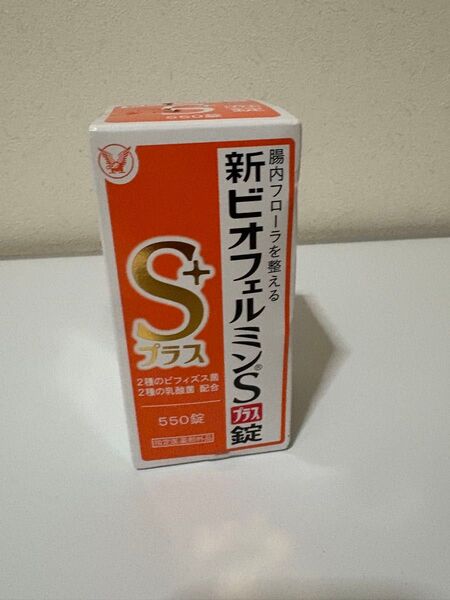 腸内フローラを整える
新ビオフェルミン®S
プラス
錠
S+
プラス
2種のビフィズス菌
2種の乳酸菌 配合
550錠
指定医薬部外品